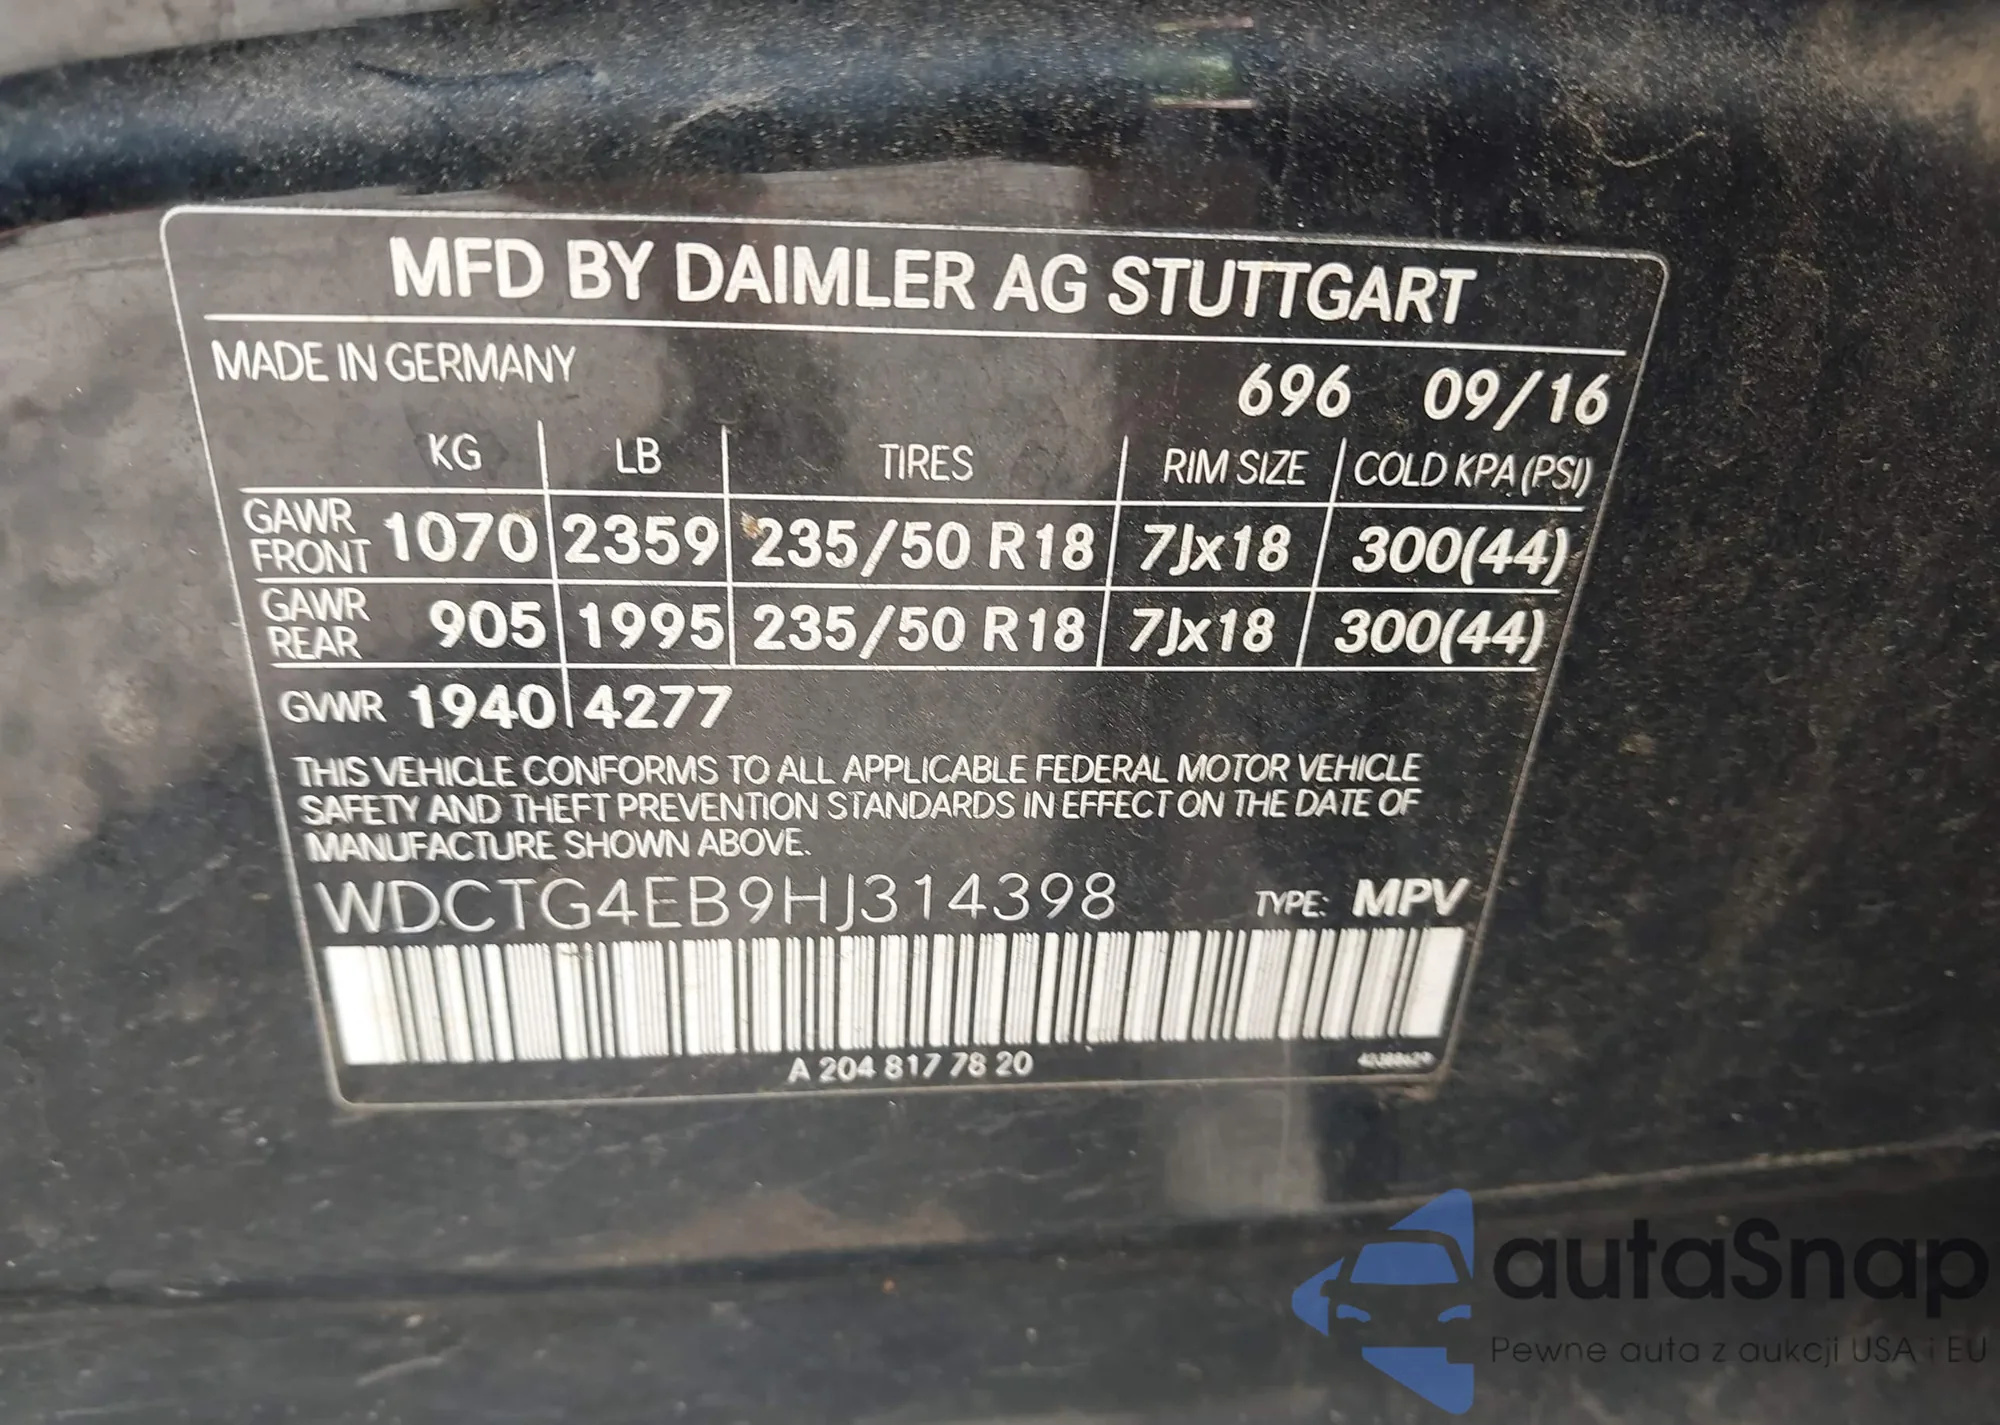 MFD BY DAIMLER AG STUTTGART
MADE IN GERMANY
696 09/16
KG LB TIRES RIM SIZE COLD KPA (PSI)
GAWR FRONT 1070 2359 235/50 R18 7Jx18 300(44)
GAWR REAR 905 1995 235/50 R18 7Jx18 300(44)
GVWR 1940 4277
THIS VEHICLE CONFORMS TO ALL APPLICABLE FEDERAL MOTOR VEHICLE
SAFETY AND THEFT PREVENTION STANDARDS IN EFFECT ON THE DATE OF
MANUFACTURE SHOWN ABOVE.
WDCTG4EB9HJ314398 TYPE: MPV
A 204 817 78 20
autaSnap
Pewne auta z aukcji USA i EU